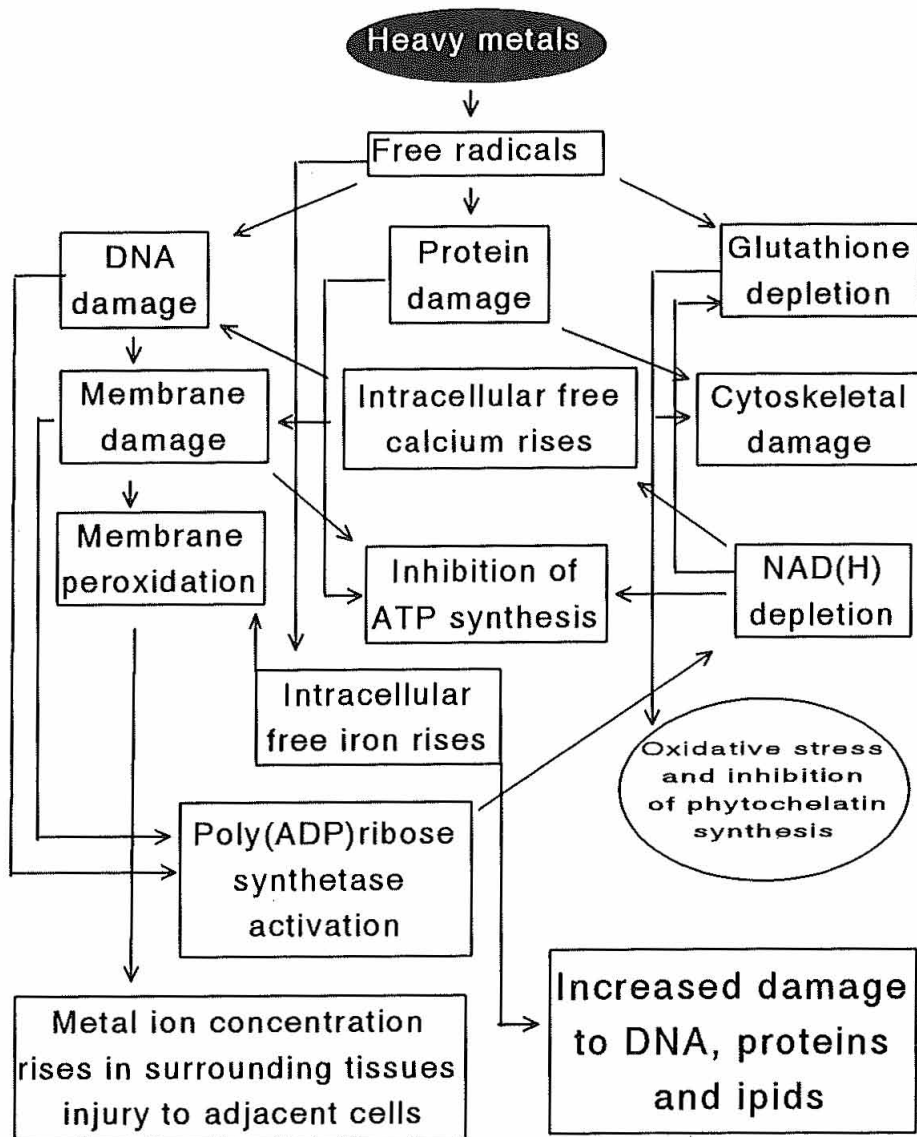 Heavy metals
Free radicals
DNA
damage
Protein
damage
Glutathione
depletion
Membrane
damage
Intracellular free
calcium rises
Cytoskeletal
damage
Membrane
peroxidation
Inhibition of
ATP synthesis
NAD(H)
depletion
Intracellular
free iron rises
Oxidative stress
and inhibition
of phytochelatin
synthesis
Poly(ADP)ribose
synthetase
activation
Metal ion concentration
rises in surrounding tissues
injury to adjacent cells
Increased damage
to DNA, proteins
and ipids